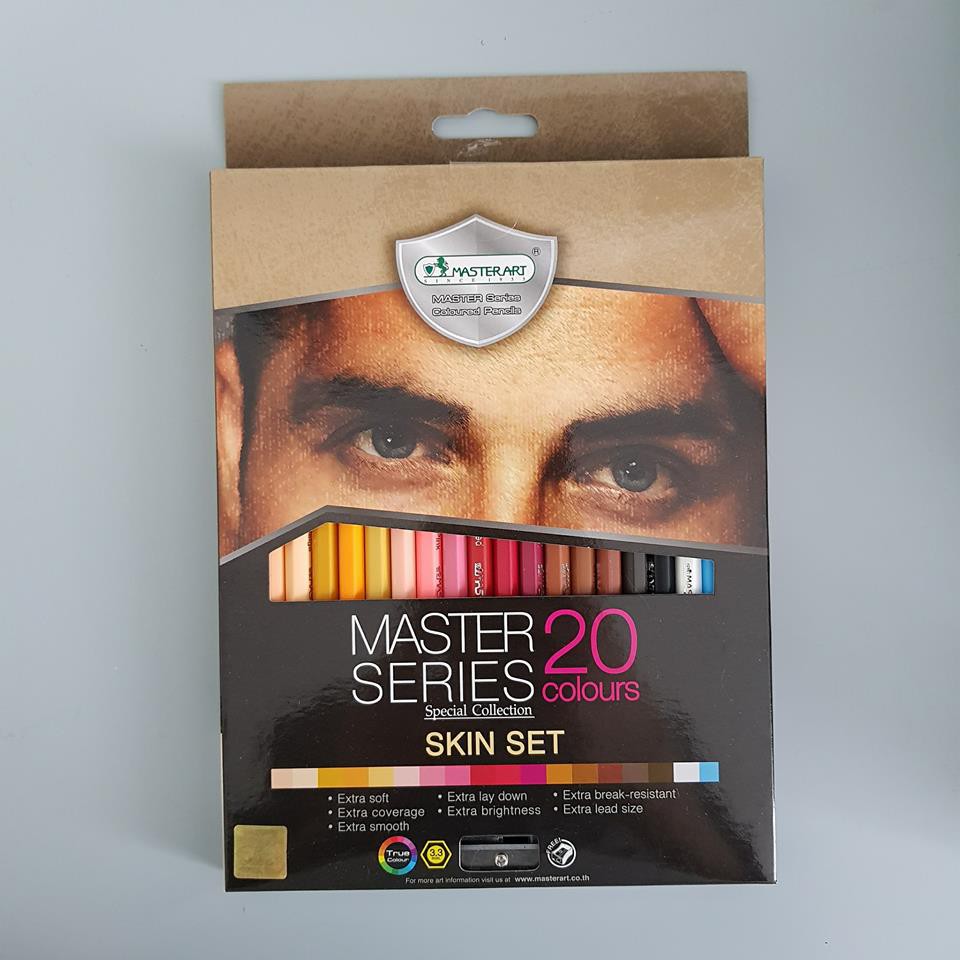 MASTERART
®
SINCE 1931
MASTER Series
Coloured Pencils
MASTER
SERIES
20
colours
Special Collection
SKIN SET
• Extra soft
• Extra coverage
• Extra smooth
• Extra lay down
• Extra brightness
• Extra break-resistant
• Extra lead size
True
Colour
3.3
FREE!
For more art information visit us at www.masterart.co.th